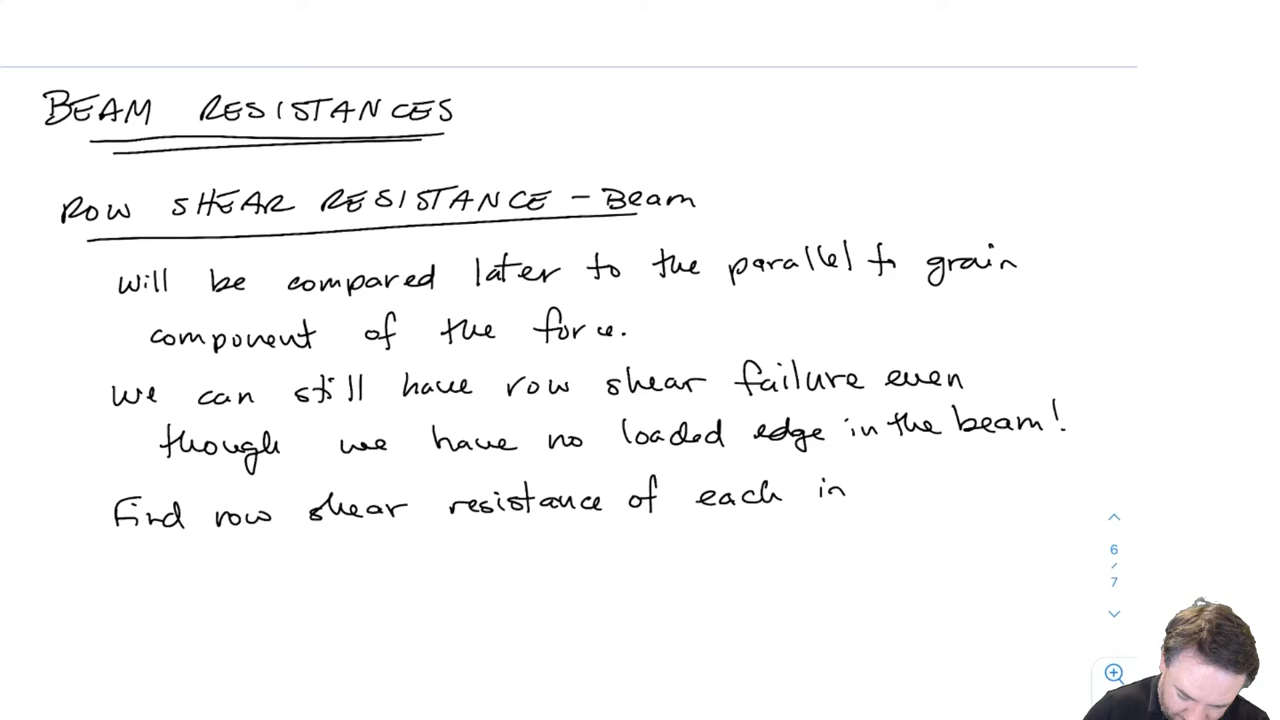 BEAM RESISTANCES
ROW SHEAR RESISTANCE - Beam
will be compared later to the parallel to grain
component of the force.
We can still have row shear failure even
though we have no loaded edge in the beam!
Find row shear resistance of each in
6
/
7